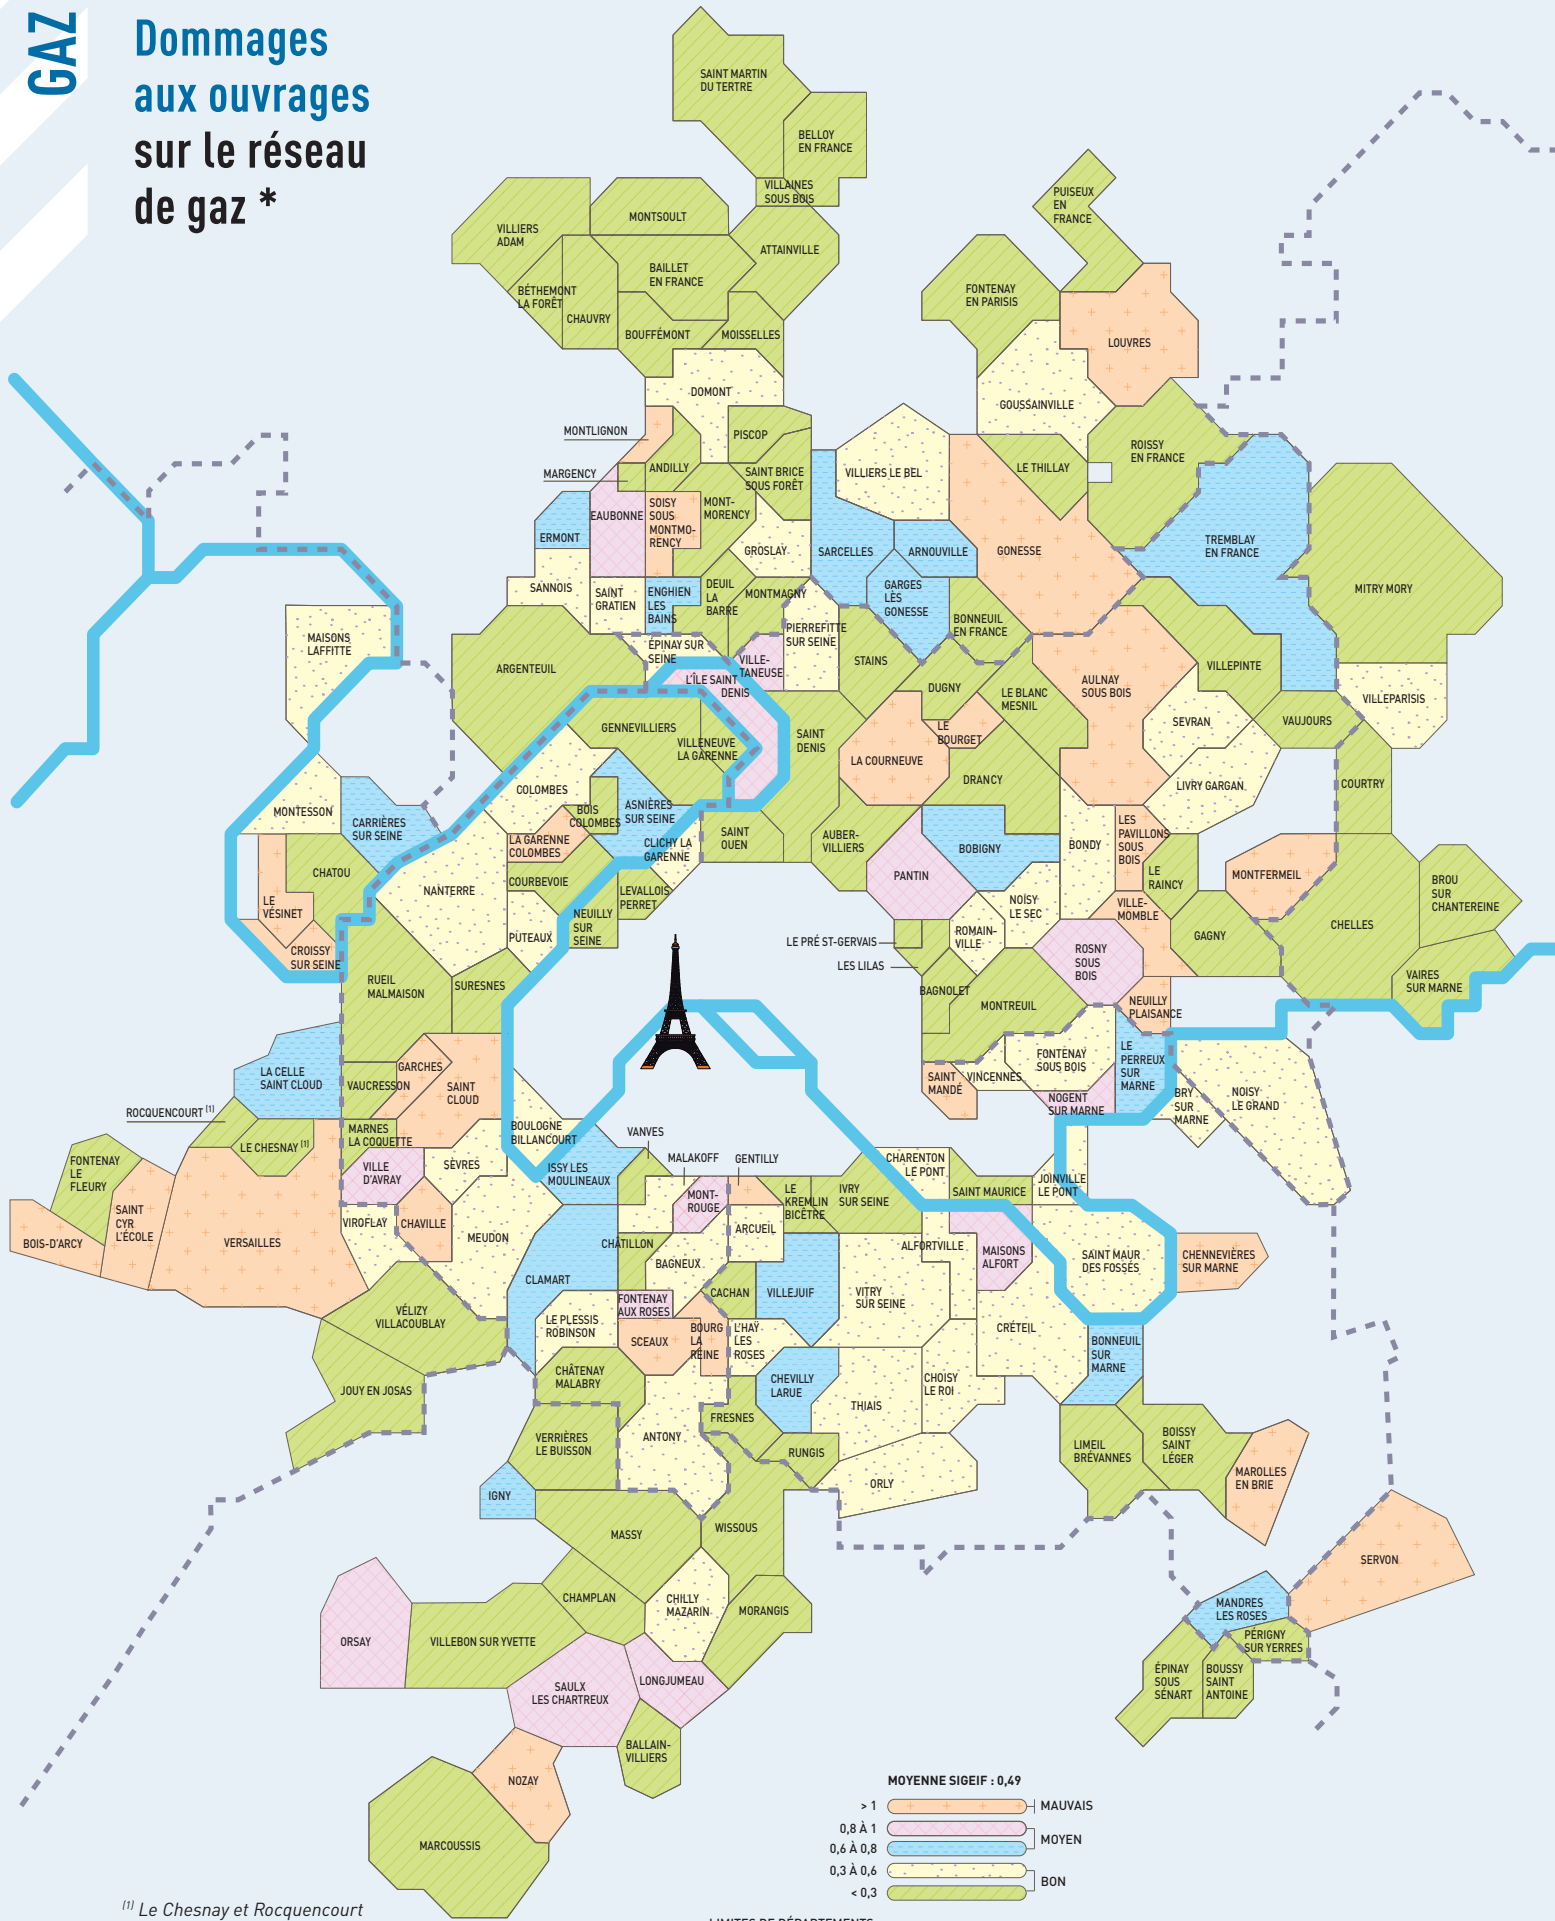 GAZ
Dommages
aux ouvrages
sur le réseau
de gaz *
SAINT MARTIN
DU TERTRE
BELLOY
EN FRANCE
VILLAINES
SOUS BOIS
PUISEUX
EN
FRANCE
MONTSOULT
VILLIERS
ADAM
ATTAINVILLE
BAILLET
EN FRANCE
BÉTHEMONT
LA FORÊT
CHAUVRY
FONTENAY
EN PARISIS
BOUFFÉMONT
MOISSELLES
LOUVRES
DOMONT
GOUSSAINVILLE
MONTLIGNON
PISCOP
ROISSY
EN FRANCE
MARGENCY
ANDILLY
SAINT BRICE
SOUS FORÊT
VILLIERS LE BEL
LE THILLAY
EAUBONNE
SOISY
SOUS
MONTMO-
RENCY
MONT-
MORENCY
ERMONT
GROSLAY
SARCELLES
ARNOUVILLE
GONESSE
TREMBLAY
EN FRANCE
SANNOIS
SAINT
GRATIEN
ENGHIEN
LES
BAINS
DEUIL
LA
BARRE
MONTMAGNY
GARGES
LÈS
GONESSE
MITRY MORY
BONNEUIL
EN FRANCE
PIERREFITTE
SUR SEINE
MAISONS
LAFFITTE
ÉPINAY SUR
SEINE
VILLE-
TANEUSE
STAINS
VILLEPINTE
ARGENTEUIL
L'ÎLE SAINT
DENIS
DUGNY
LE BLANC
MESNIL
AULNAY
SOUS BOIS
VILLEPARISIS
GENNEVILLIERS
VILLENEUVE
LA GARENNE
SAINT
DENIS
LE
BOURGET
SEVRAN
VAUJOURS
LA COURNEUVE
DRANCY
LIVRY GARGAN
COURTRY
COLOMBES
MONTESSON
CARRIÈRES
SUR SEINE
BOIS
COLOMBES
ASNIÈRES
SUR SEINE
LA GARENNE
COLOMBES
CLICHY LA
GARENNE
SAINT
OUEN
AUBER-
VILLIERS
BOBIGNY
BONDY
LES
PAVILLONS
SOUS
BOIS
CHATOU
NANTERRE
COURBEVOIE
LEVALLOIS
PERRET
PANTIN
LE
RAINCY
MONTFERMEIL
BROU
SUR
CHANTEREINE
LE
VÉSINET
NOISY
LE SEC
VILLE-
MOMBLE
PUTEAUX
NEUILLY
SUR
SEINE
LE PRÉ ST-GERVAIS
ROMAIN-
VILLE
GAGNY
CHELLES
CROISSY
SUR SEINE
LES LILAS
ROSNY
SOUS
BOIS
RUEIL
MALMAISON
SURESNES
BAGNOLET
MONTREUIL
NEUILLY
PLAISANCE
VAIRES
SUR MARNE
LA CELLE
SAINT CLOUD
GARCHES
VAUCRESSON
SAINT
CLOUD
SAINT
MANDÉ
VINCENNES
FONTENAY
SOUS BOIS
LE
PERREUX
SUR
MARNE
NOGENT
SUR MARNE
BRY
SUR
MARNE
NOISY
LE GRAND
ROCQUENCOURT (1)
LE CHESNAY (1)
MARNES
LA COQUETTE
BOULOGNE
BILLANCOURT
VANVES
FONTENAY
LE
FLEURY
VILLE
D'AVRAY
SÈVRES
ISSY LES
MOULINEAUX
MALAKOFF
GENTILLY
CHARENTON
LE PONT
JOINVILLE
LE PONT
MONT-
ROUGE
LE
KREMLIN
BICÊTRE
IVRY
SUR SEINE
SAINT MAURICE
SAINT
CYR
L'ÉCOLE
VIROFLAY
CHAVILLE
MEUDON
ARCUEIL
BOIS-D'ARCY
VERSAILLES
CHÂTILLON
BAGNEUX
ALFORTVILLE
MAISONS
ALFORT
SAINT MAUR
DES FOSSÉS
CHENNEVIÈRES
SUR MARNE
CLAMART
FONTENAY
AUX ROSES
CACHAN
VILLEJUIF
VITRY
SUR SEINE
VÉLIZY
VILLACOUBLAY
LE PLESSIS
ROBINSON
SCEAUX
BOURG
LA
REINE
L'HAŸ
LES
ROSES
CRÉTEIL
BONNEUIL
SUR
MARNE
JOUY EN JOSAS
CHÂTENAY
MALABRY
CHEVILLY
LARUE
THIAIS
CHOISY
LE ROI
FRESNES
VERRIÈRES
LE BUISSON
ANTONY
RUNGIS
LIMEIL
BRÉVANNES
BOISSY
SAINT
LÉGER
ORLY
MAROLLES
EN BRIE
IGNY
MASSY
WISSOUS
SERVON
CHAMPLAN
CHILLY
MAZARIN
MORANGIS
MANDRES
LES ROSES
ORSAY
VILLEBON SUR YVETTE
PÉRIGNY
SUR YERRES
LONGJUMEAU
SAULX
LES CHARTREUX
ÉPINAY
SOUS
SÉNART
BOUSSY
SAINT
ANTOINE
BALLAIN-
VILLIERS
NOZAY
MARCOUSSIS
MOYENNE SIGEIF : 0,49
> 1
MAUVAIS
0,8 À 1
MOYEN
0,6 À 0,8
0,3 À 0,6
BON
< 0,3
(1) Le Chesnay et Rocquencourt
LIMITES DE DÉPARTEMENTS